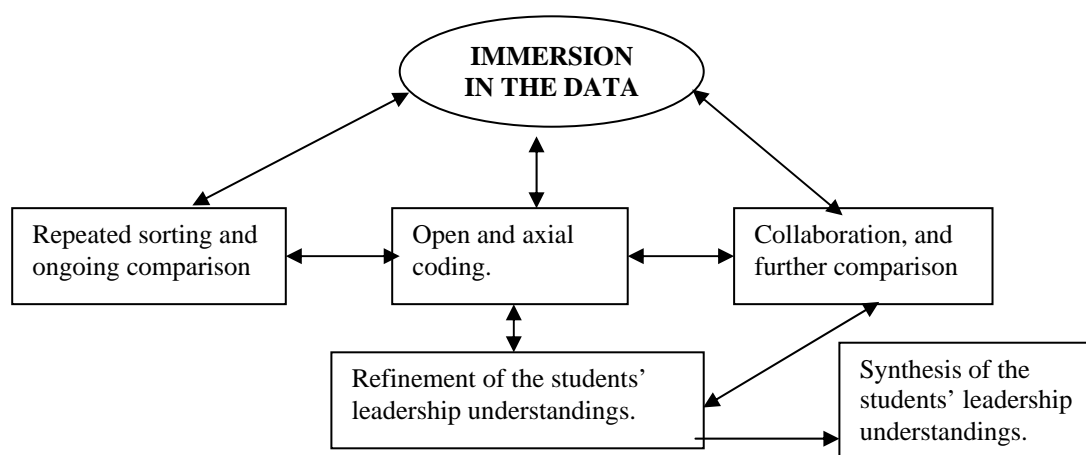 IMMERSION
IN THE DATA
Repeated sorting and
ongoing comparison
Open and axial
coding.
Collaboration, and
further comparison
Refinement of the students’
leadership understandings.
Synthesis of the
students’ leadership
understandings.